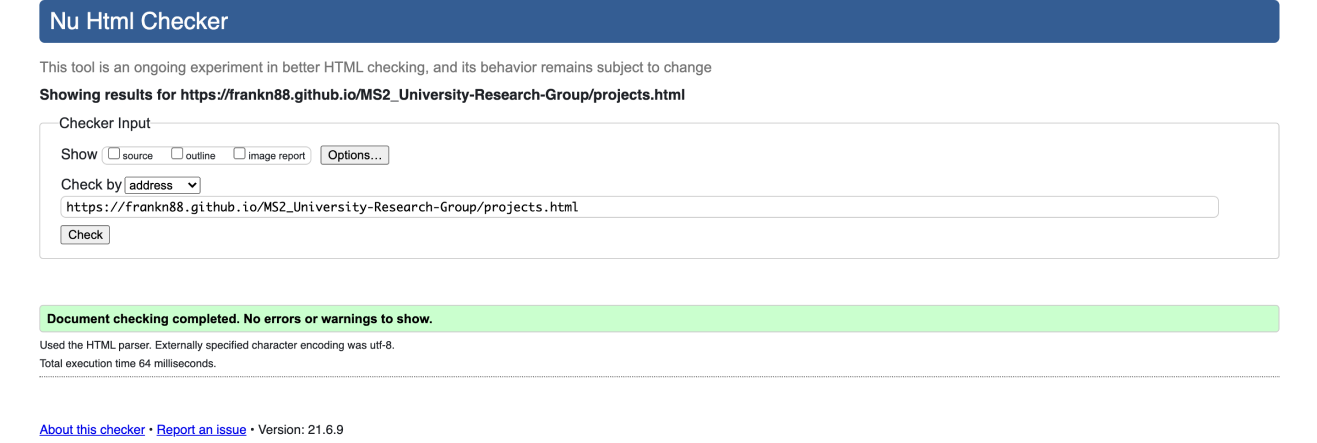 Nu Html Checker
This tool is an ongoing experiment in better HTML checking, and its behavior remains subject to change
Showing results for https://frankn88.github.io/MS2_University-Research-Group/projects.html
Checker Input
Show source outline image report Options...
Check by address
https://frankn88.github.io/MS2_University-Research-Group/projects.html
Check
Document checking completed. No errors or warnings to show.
Used the HTML parser. Externally specified character encoding was utf-8.
Total execution time 64 milliseconds.
About this checker • Report an issue • Version: 21.6.9